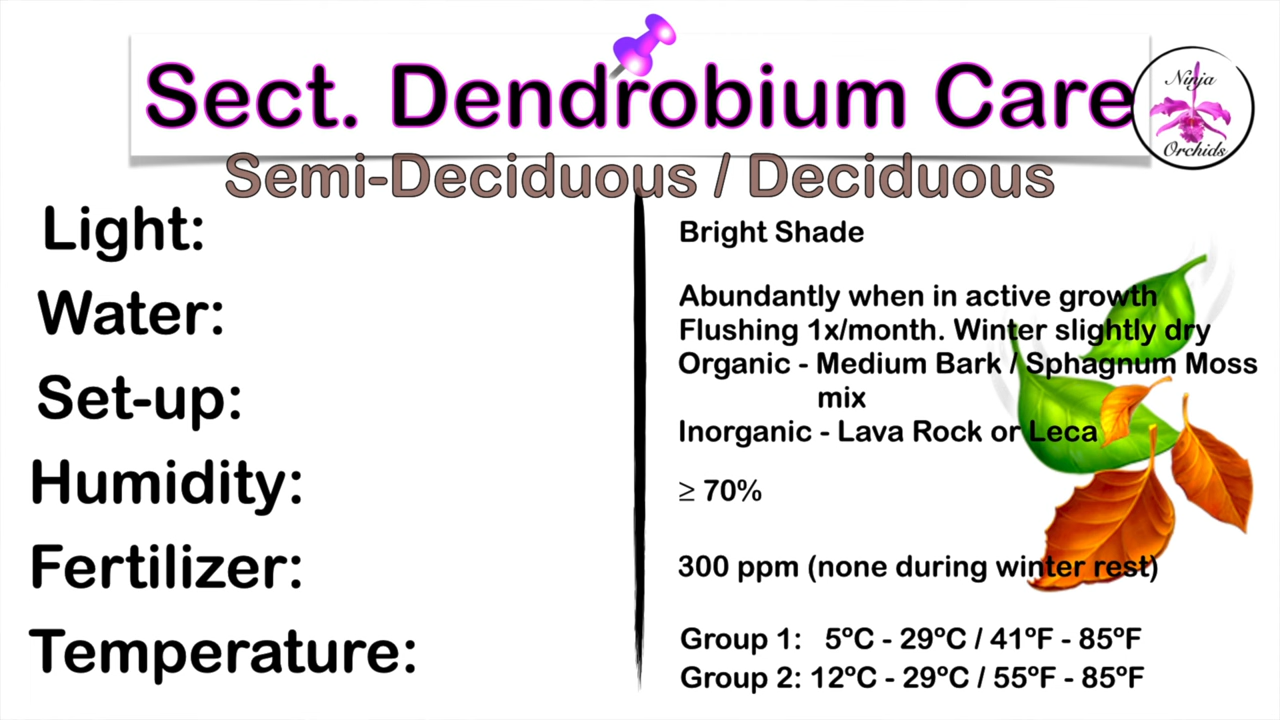 Sect. Dendrobium Care
Ninja
Orchids
Semi-Deciduous / Deciduous
Light:
Bright Shade
Water:
Abundantly when in active growth
Flushing 1x/month. Winter slightly dry
Set-up:
Organic - Medium Bark / Sphagnum Moss
mix
Inorganic - Lava Rock or Leca
Humidity:
≥ 70%
Fertilizer:
300 ppm (none during winter rest)
Temperature:
Group 1: 5ºC - 29ºC / 41ºF - 85ºF
Group 2: 12ºC - 29ºC / 55ºF - 85ºF